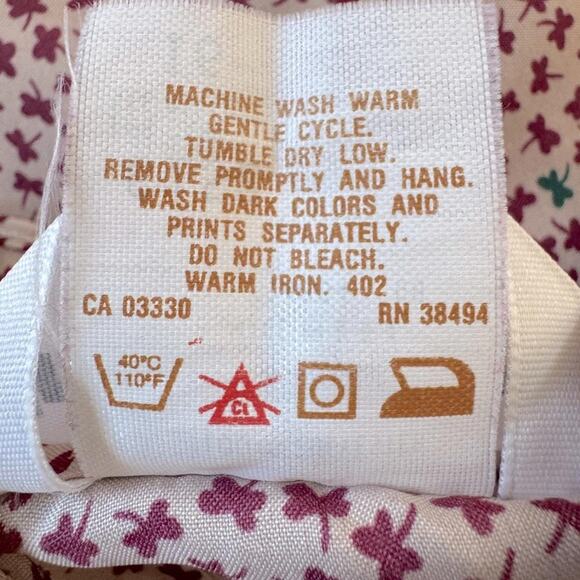 MACHINE WASH WARM
GENTLE CYCLE.
TUMBLE DRY LOW.
REMOVE PROMPTLY AND HANG.
WASH DARK COLORS AND
PRINTS SEPARATELY.
DO NOT BLEACH.
WARM IRON. 402
CA 03330 RN 38494
40°C
110°F
CL